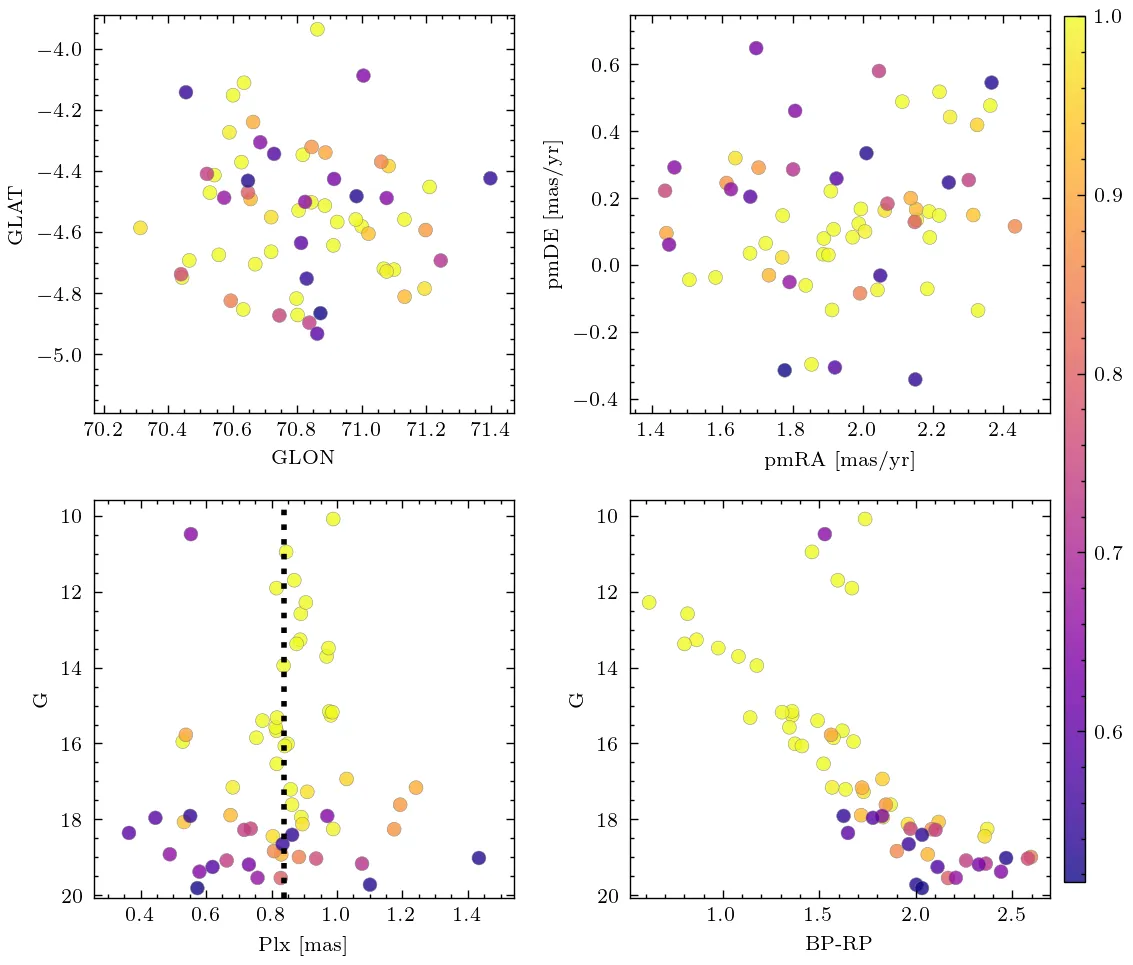 −4.0
−4.2
−4.4
−4.6
−4.8
−5.0
GLAT
70.2 70.4 70.6 70.8 71.0 71.2 71.4
GLON
0.6
0.4
0.2
0.0
−0.2
−0.4
pmDE [mas/yr]
1.4 1.6 1.8 2.0 2.2 2.4
pmRA [mas/yr]
1.0
0.9
0.8
0.7
0.6
10
12
14
16
18
20
G
0.4 0.6 0.8 1.0 1.2 1.4
Plx [mas]
10
12
14
16
18
20
G
1.0 1.5 2.0 2.5
BP-RP